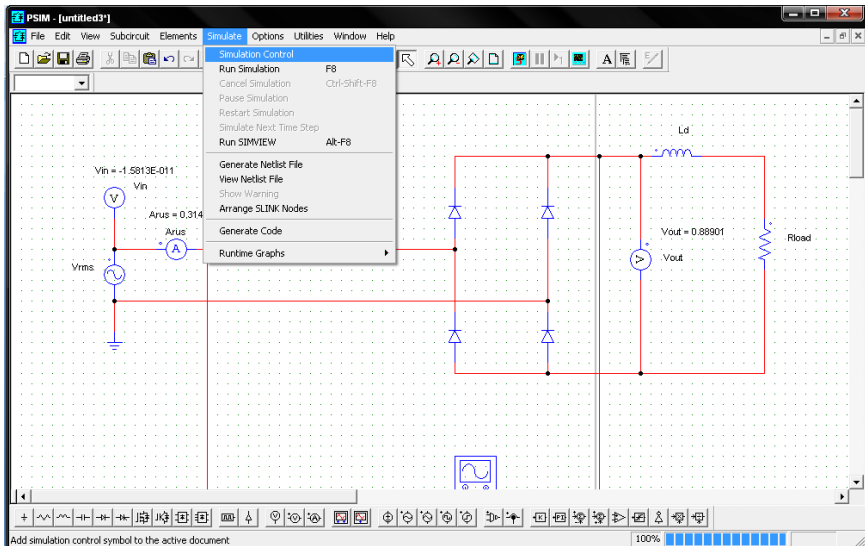 PSIM - [untitled3*]
File Edit View Subcircuit Elements Simulate Options Utilities Window Help
Simulation Control
Run Simulation F8
Cancel Simulation Ctrl-Shift-F8
Pause Simulation
Restart Simulation
Simulate Next Time Step
Run SIMVIEW Alt-F8
Generate Netlist File
View Netlist File
Show Warning
Arrange SLINK Nodes
Generate Code
Runtime Graphs
Vin = -1.5813E-011
Vin
V
Arus = 0,314
Arus
A
Vrms
Ld
Vout = 0.88901
Vout
V
Rload
Add simulation control symbol to the active document
100%